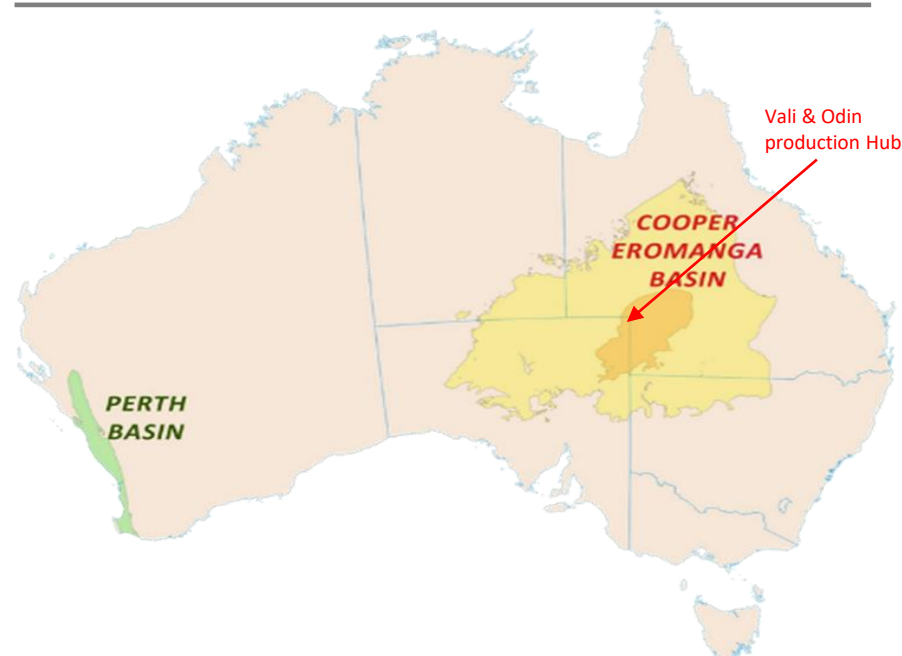 Vali & Odin
production Hub
COOPER
EROMANGA
BASIN
PERTH
BASIN